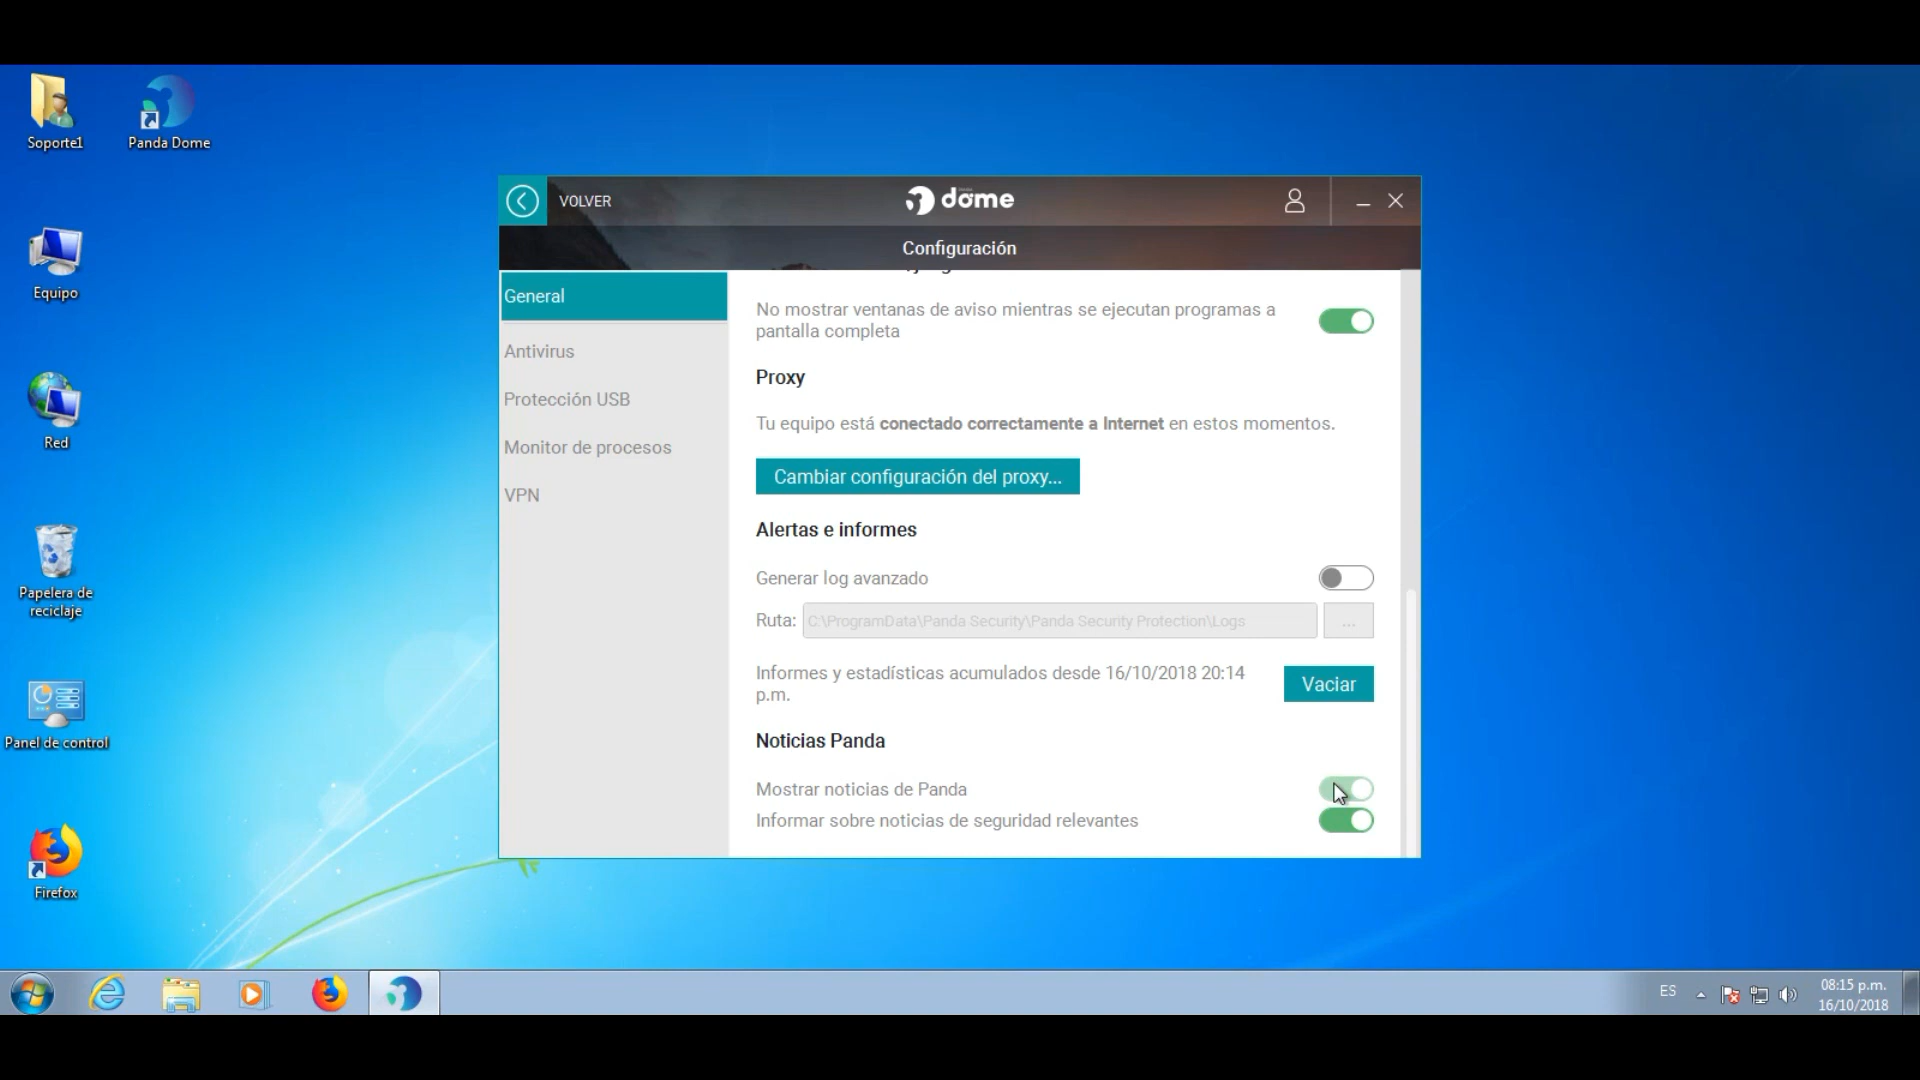 Soporte1
Panda Dome
Equipo
Red
Papelera de
reciclaje
Panel de control
Firefox
VOLVER
dome
Configuración
General
Antivirus
Protección USB
Monitor de procesos
VPN
No mostrar ventanas de aviso mientras se ejecutan programas a
pantalla completa
Proxy
Tu equipo está conectado correctamente a Internet en estos momentos.
Cambiar configuración del proxy...
Alertas e informes
Generar log avanzado
Ruta: C:\ProgramData\Panda Security\Panda Security Protection\Logs ...
Informes y estadísticas acumulados desde 16/10/2018 20:14
p.m.
Vaciar
Noticias Panda
Mostrar noticias de Panda
Informar sobre noticias de seguridad relevantes
ES
08:15 p.m.
16/10/2018